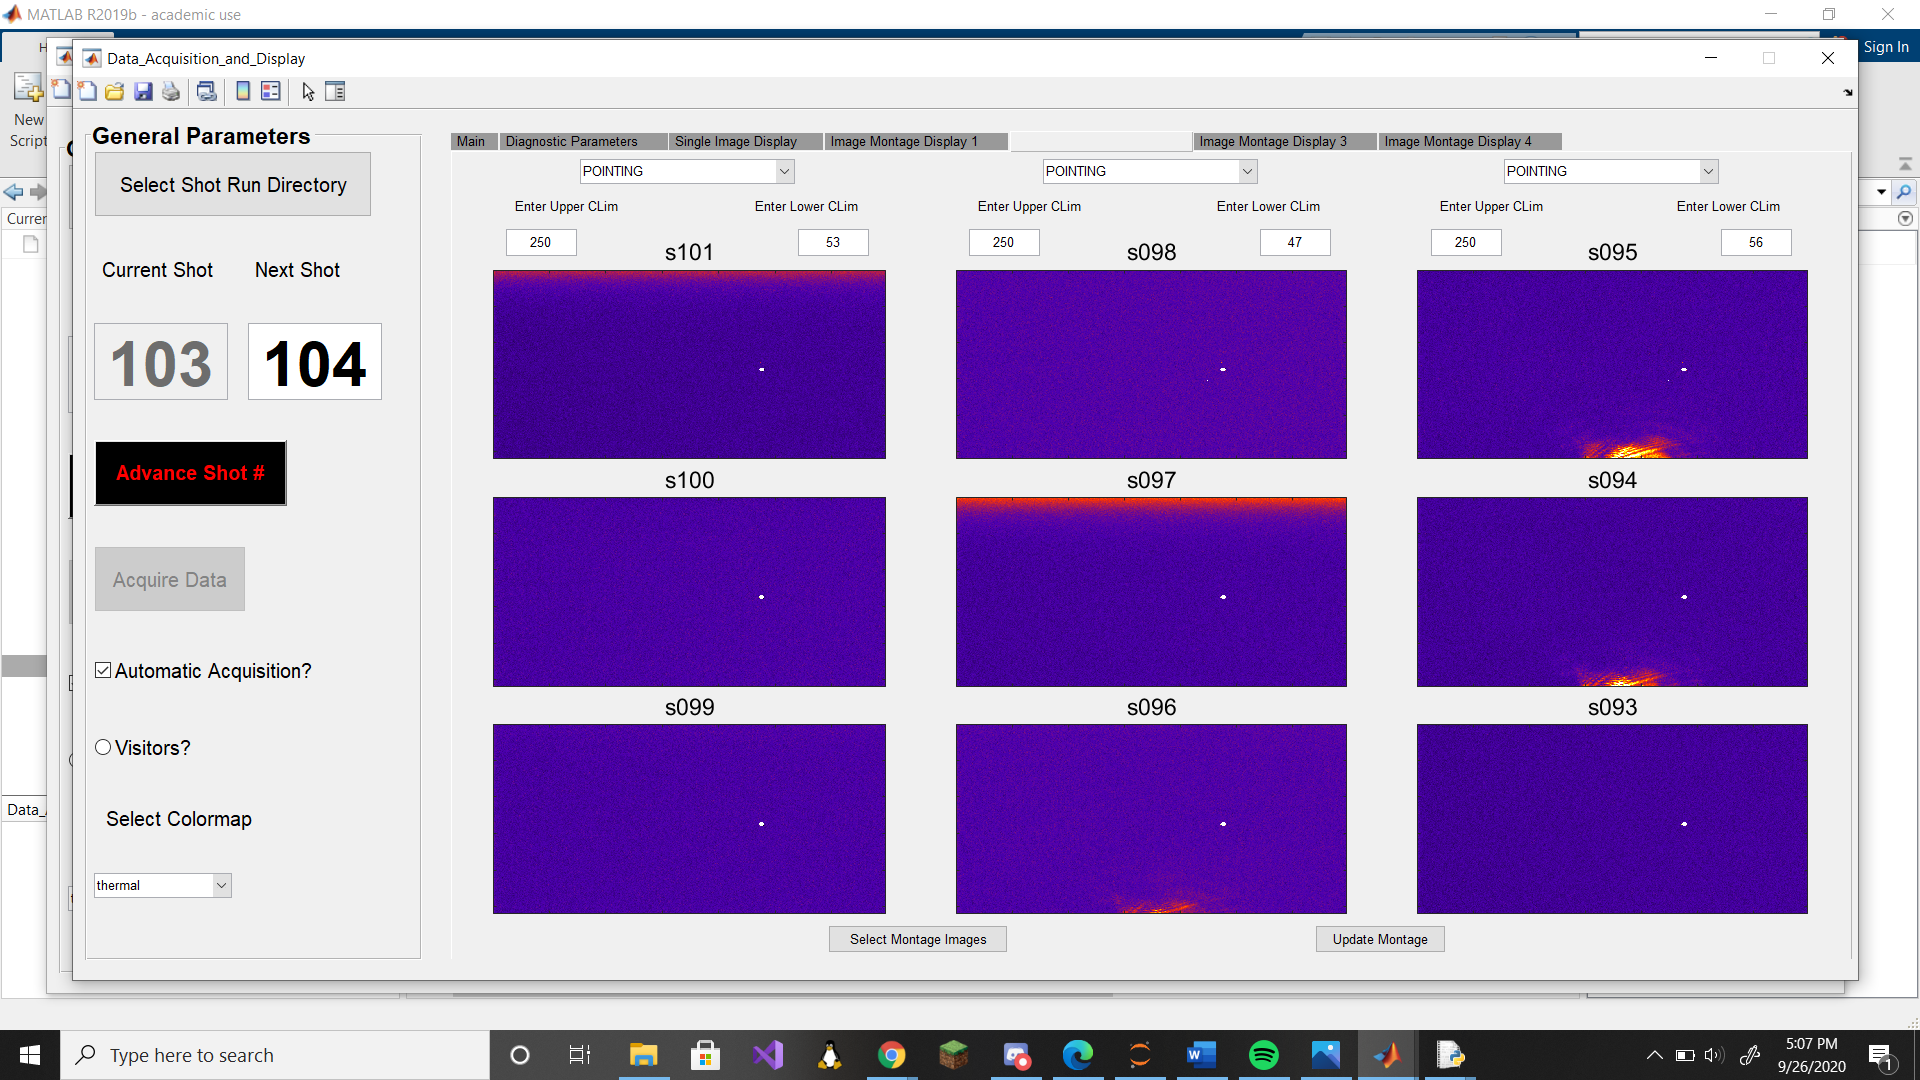 MATLAB R2019b - academic use
Sign In
Data_Acquisition_and_Display
New
Script
Curren
Data_
General Parameters
Select Shot Run Directory
Current Shot Next Shot
103 104
Advance Shot #
Acquire Data
Automatic Acquisition?
Visitors?
Select Colormap
thermal
Main Diagnostic Parameters Single Image Display Image Montage Display 1 Image Montage Display 3 Image Montage Display 4
POINTING POINTING POINTING
Enter Upper CLim Enter Lower CLim Enter Upper CLim Enter Lower CLim Enter Upper CLim Enter Lower CLim
250 53 250 47 250 56
s101 s098 s095
s100 s097 s094
s099 s096 s093
Select Montage Images Update Montage
Type here to search
5:07 PM
9/26/2020
1